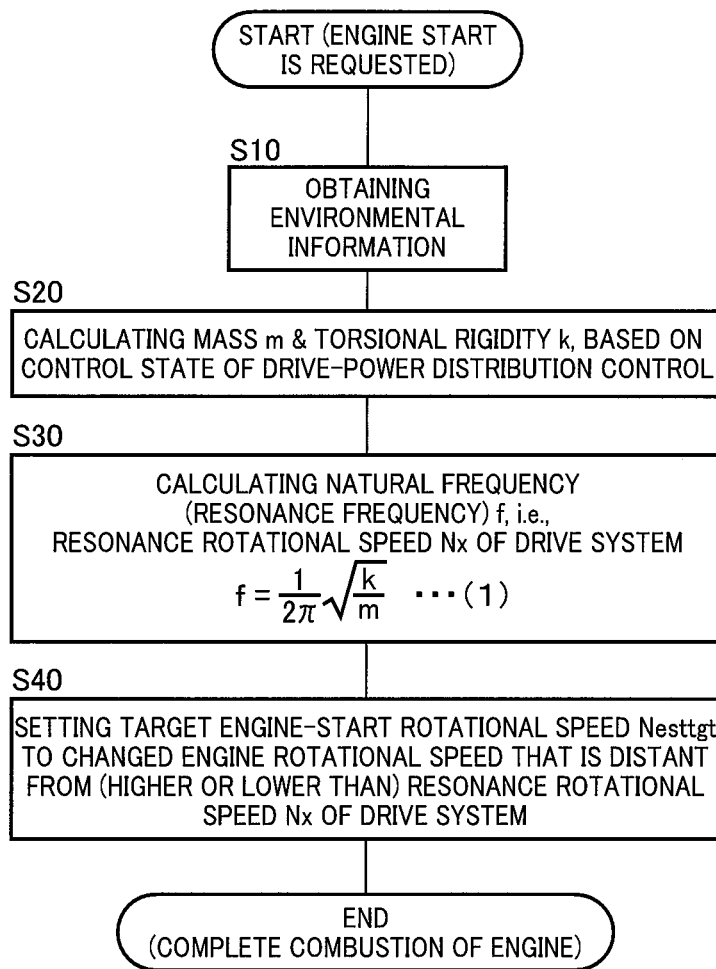 START (ENGINE START
IS REQUESTED)
S10
OBTAINING
ENVIRONMENTAL
INFORMATION
S20
CALCULATING MASS m & TORSIONAL RIGIDITY k, BASED ON
CONTROL STATE OF DRIVE-POWER DISTRIBUTION CONTROL
S30
CALCULATING NATURAL FREQUENCY
(RESONANCE FREQUENCY) f, i.e.,
RESONANCE ROTATIONAL SPEED Nx OF DRIVE SYSTEM
f = 1/2π √k/m ・・・(1)
S40
SETTING TARGET ENGINE-START ROTATIONAL SPEED Nesttgt
TO CHANGED ENGINE ROTATIONAL SPEED THAT IS DISTANT
FROM (HIGHER OR LOWER THAN) RESONANCE ROTATIONAL
SPEED Nx OF DRIVE SYSTEM
END
(COMPLETE COMBUSTION OF ENGINE)